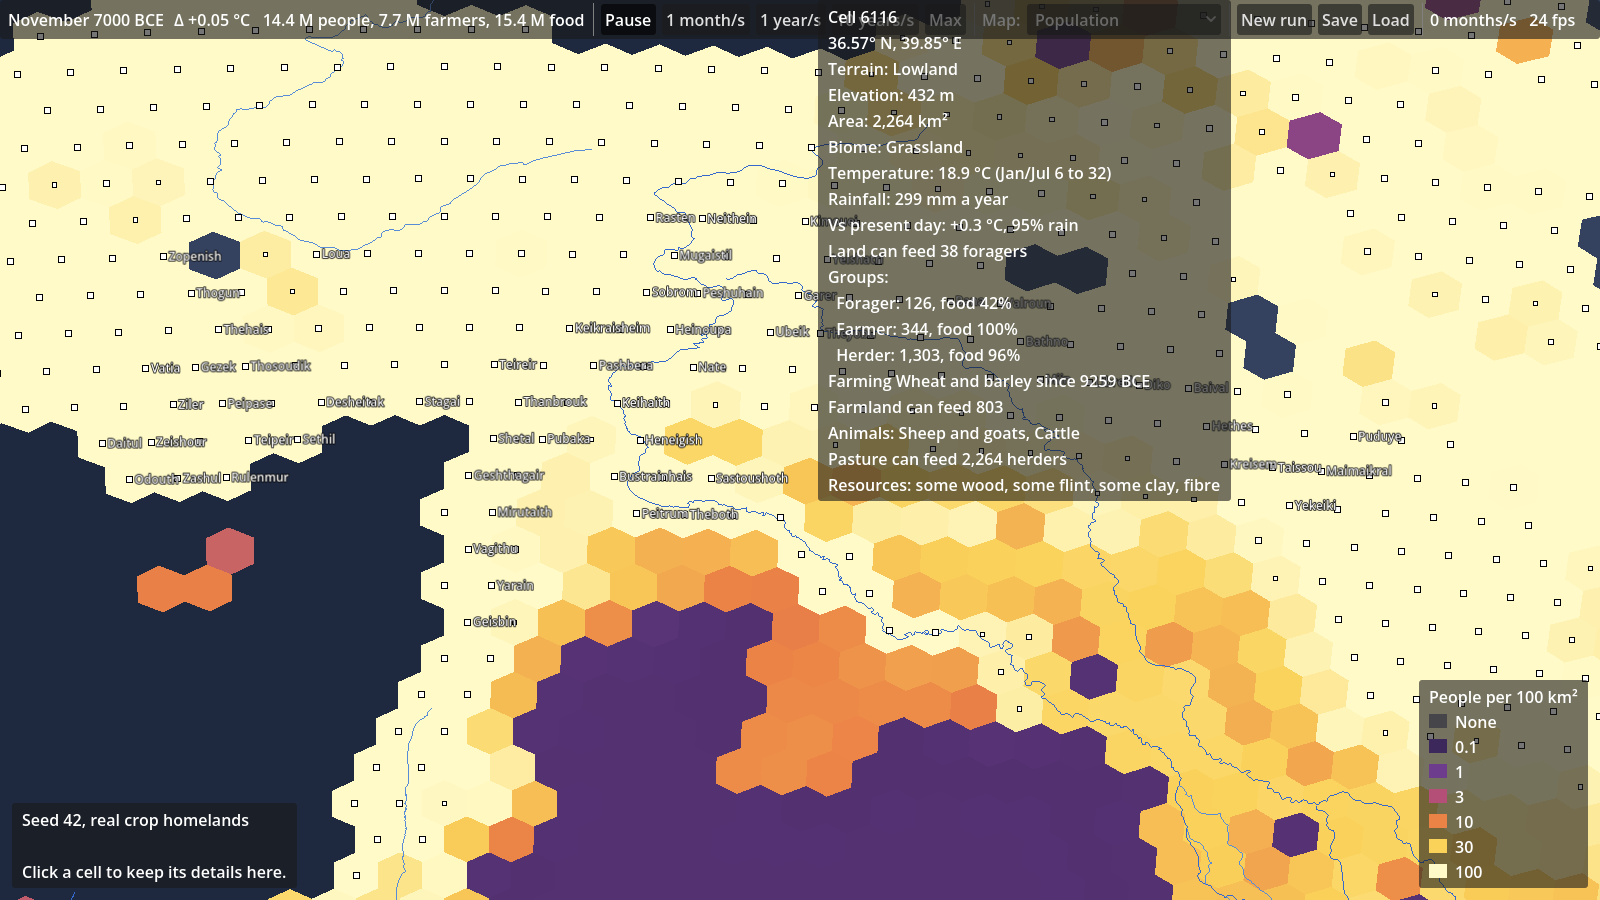 November 7000 BCE Δ +0.05 °C 14.4 M people, 7.7 M farmers, 15.4 M food Pause 1 month/s 1 year/s Max Map: Population New run Save Load 0 months/s 24 fps
Cell 6116
36.57° N, 39.85° E
Terrain: Lowland
Elevation: 432 m
Area: 2,264 km²
Biome: Grassland
Temperature: 18.9 °C (Jan/Jul 6 to 32)
Rainfall: 299 mm a year
Vs present day: +0.3 °C, 95% rain
Land can feed 38 foragers
Groups:
Forager: 126, food 42%
Farmer: 344, food 100%
Herder: 1,303, food 96%
Farming Wheat and barley since 9259 BCE
Farmland can feed 803
Animals: Sheep and goats, Cattle
Pasture can feed 2,264 herders
Resources: some wood, some flint, some clay, fibre
Rasten Neithein
Zopenish Loua Mugaistil
Thogun Sobrom Peshuhain Garer
Thehais Keikraisheim Heinoupa Ubeik
Bathno
Vatia Gezek Thosoudik Teireir Pashbera Nate
Baivai
Ziler Peipase Desheitak Stagai Thanbrouk Keihaith
Hethes
Daitul Zeishour Teipeir Sethil Shetal Pubaka Heneigish Puduye
Kreisem Taissou Maimaikral
Odouth Zashul Rulenmur Geshthagair Bustrainhais Sastoushoth
Yekeiki
Mirutaith Peitrum Theboth
Vagithu
Yarain
Geisbin
People per 100 km²
None
0.1
1
3
10
30
100
Seed 42, real crop homelands
Click a cell to keep its details here.